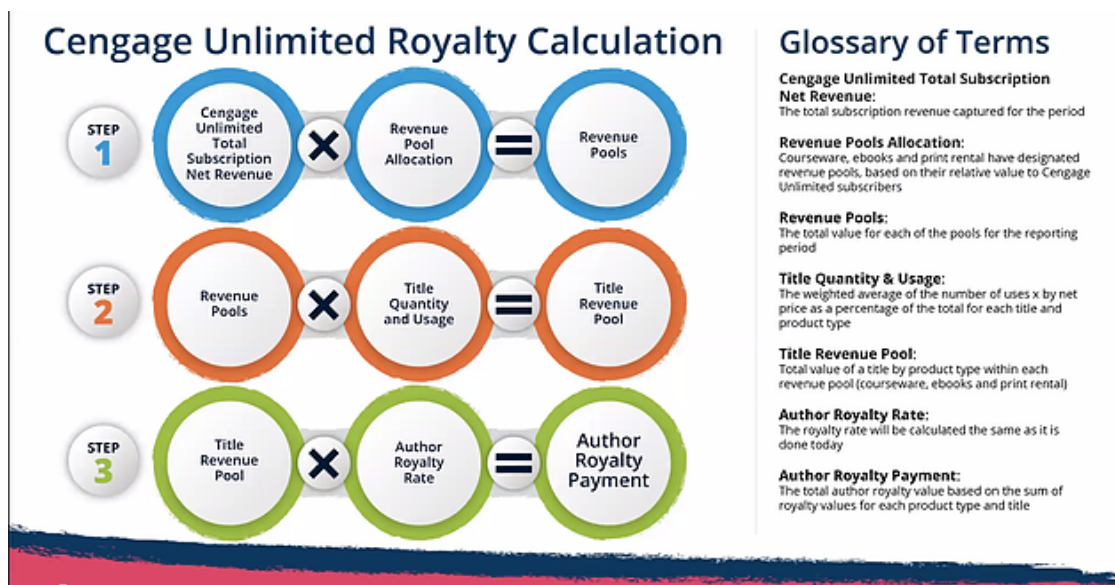 Cengage Unlimited Royalty Calculation
STEP
1
Cengage
Unlimited
Total
Subscription
Net Revenue
×
Revenue
Pool
Allocation
=
Revenue
Pools
STEP
2
Revenue
Pools
×
Title
Quantity
and Usage
=
Title
Revenue
Pool
STEP
3
Title
Revenue
Pool
×
Author
Royalty
Rate
=
Author
Royalty
Payment
Glossary of Terms
Cengage Unlimited Total Subscription
Net Revenue:
The total subscription revenue captured for the period
Revenue Pools Allocation:
Courseware, ebooks and print rental have designated
revenue pools, based on their relative value to Cengage
Unlimited subscribers
Revenue Pools:
The total value for each of the pools for the reporting
period
Title Quantity & Usage:
The weighted average of the number of uses x by net
price as a percentage of the total for each title and
product type
Title Revenue Pool:
Total value of a title by product type within each
revenue pool (courseware, ebooks and print rental)
Author Royalty Rate:
The royalty rate will be calculated the same as it is
done today
Author Royalty Payment:
The total author royalty value based on the sum of
royalty values for each product type and title